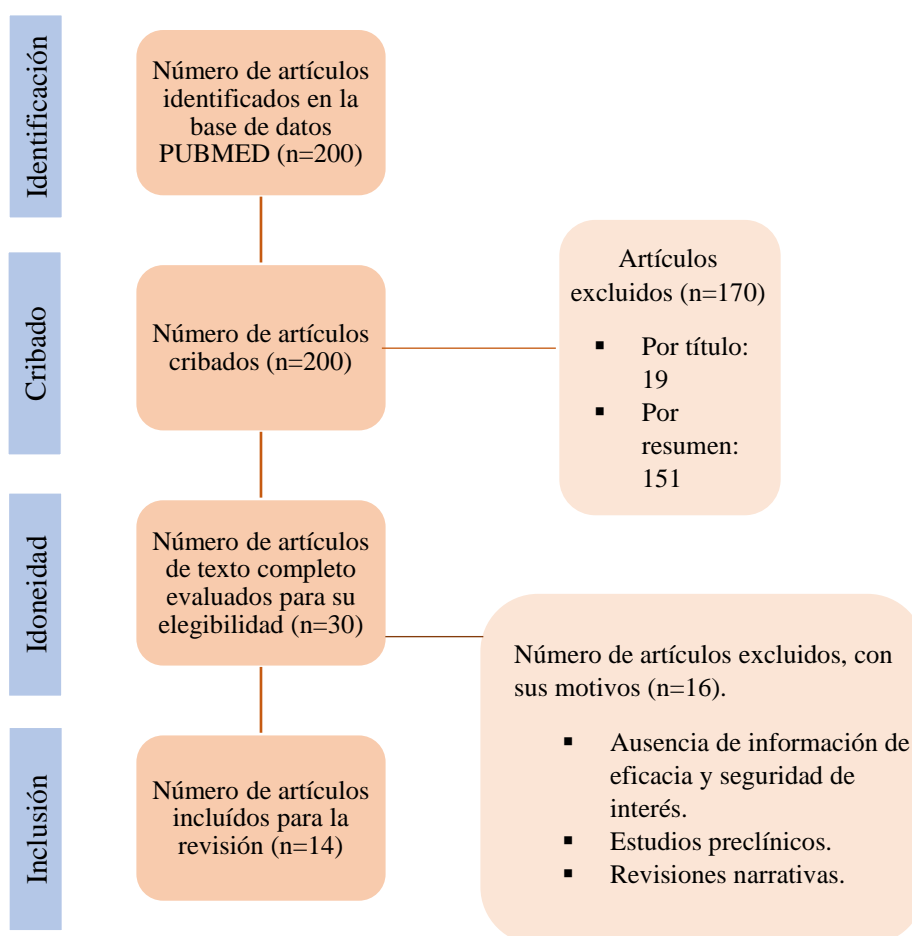 Identificación
Número de artículos
identificados en la
base de datos
PUBMED (n=200)
Cribado
Número de artículos
cribados (n=200)
Artículos
excluidos (n=170)
▪ Por título:
19
▪ Por
resumen:
151
Idoneidad
Número de artículos
de texto completo
evaluados para su
elegibilidad (n=30)
Número de artículos excluidos, con
sus motivos (n=16).
▪ Ausencia de información de
eficacia y seguridad de
interés.
▪ Estudios preclínicos.
▪ Revisiones narrativas.
Inclusión
Número de artículos
incluídos para la
revisión (n=14)